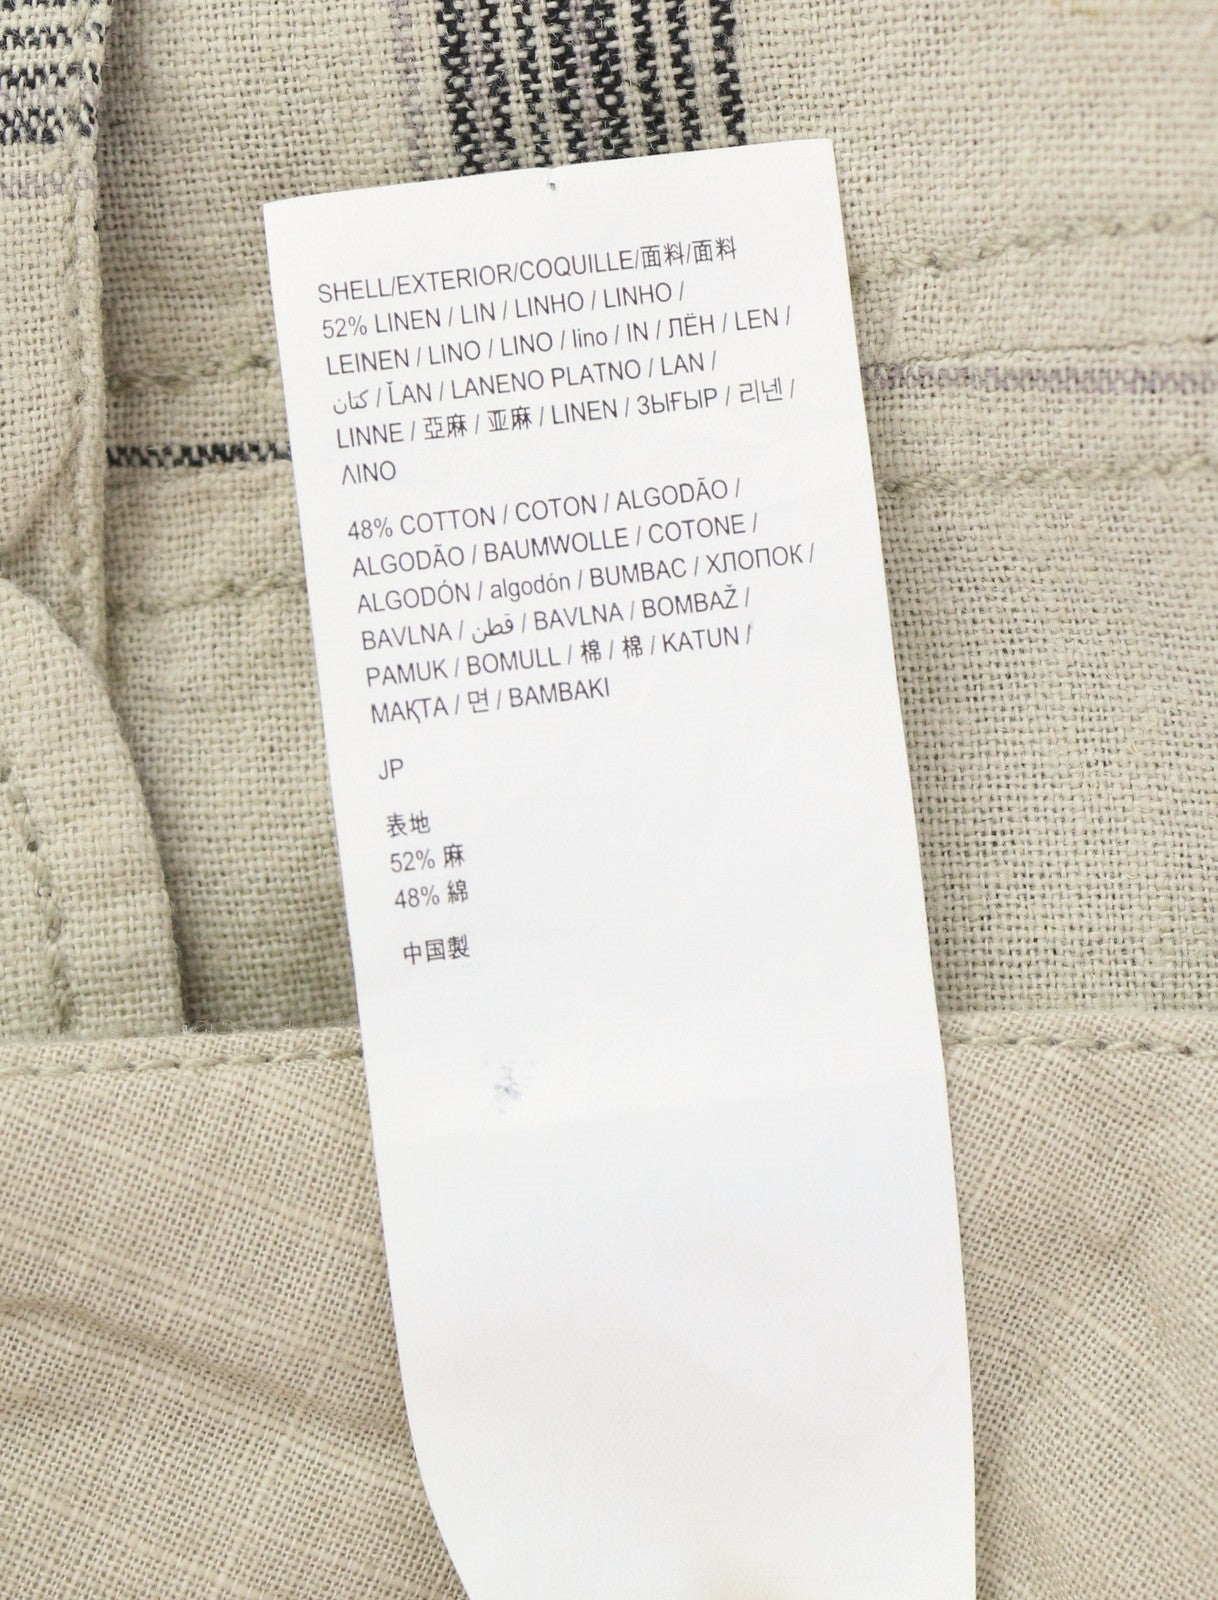 SHELL/EXTERIOR/COQUILLE/面料/面料
52% LINEN / LIN / LINHO / LINHO /
LEINEN / LINO / LINO / lino / IN / ЛЁН / LEN /
كتان / ĽAN / LANENO PLATNO / LAN /
LINNE / 亞麻 / 亚麻 / LINEN / ЗЫҒЫР / 리넨 /
ΛΙΝΟ
48% COTTON / COTON / ALGODÃO /
ALGODÃO / BAUMWOLLE / COTONE /
ALGODÓN / algodón / BUMBAC / ХЛОПОК /
BAVLNA / قطن / BAVLNA / BOMBAŽ /
PAMUK / BOMULL / 棉 / 棉 / KATUN /
МАҚТА / 면 / BAMBAKI
JP
表地
52% 麻
48% 綿
中国製